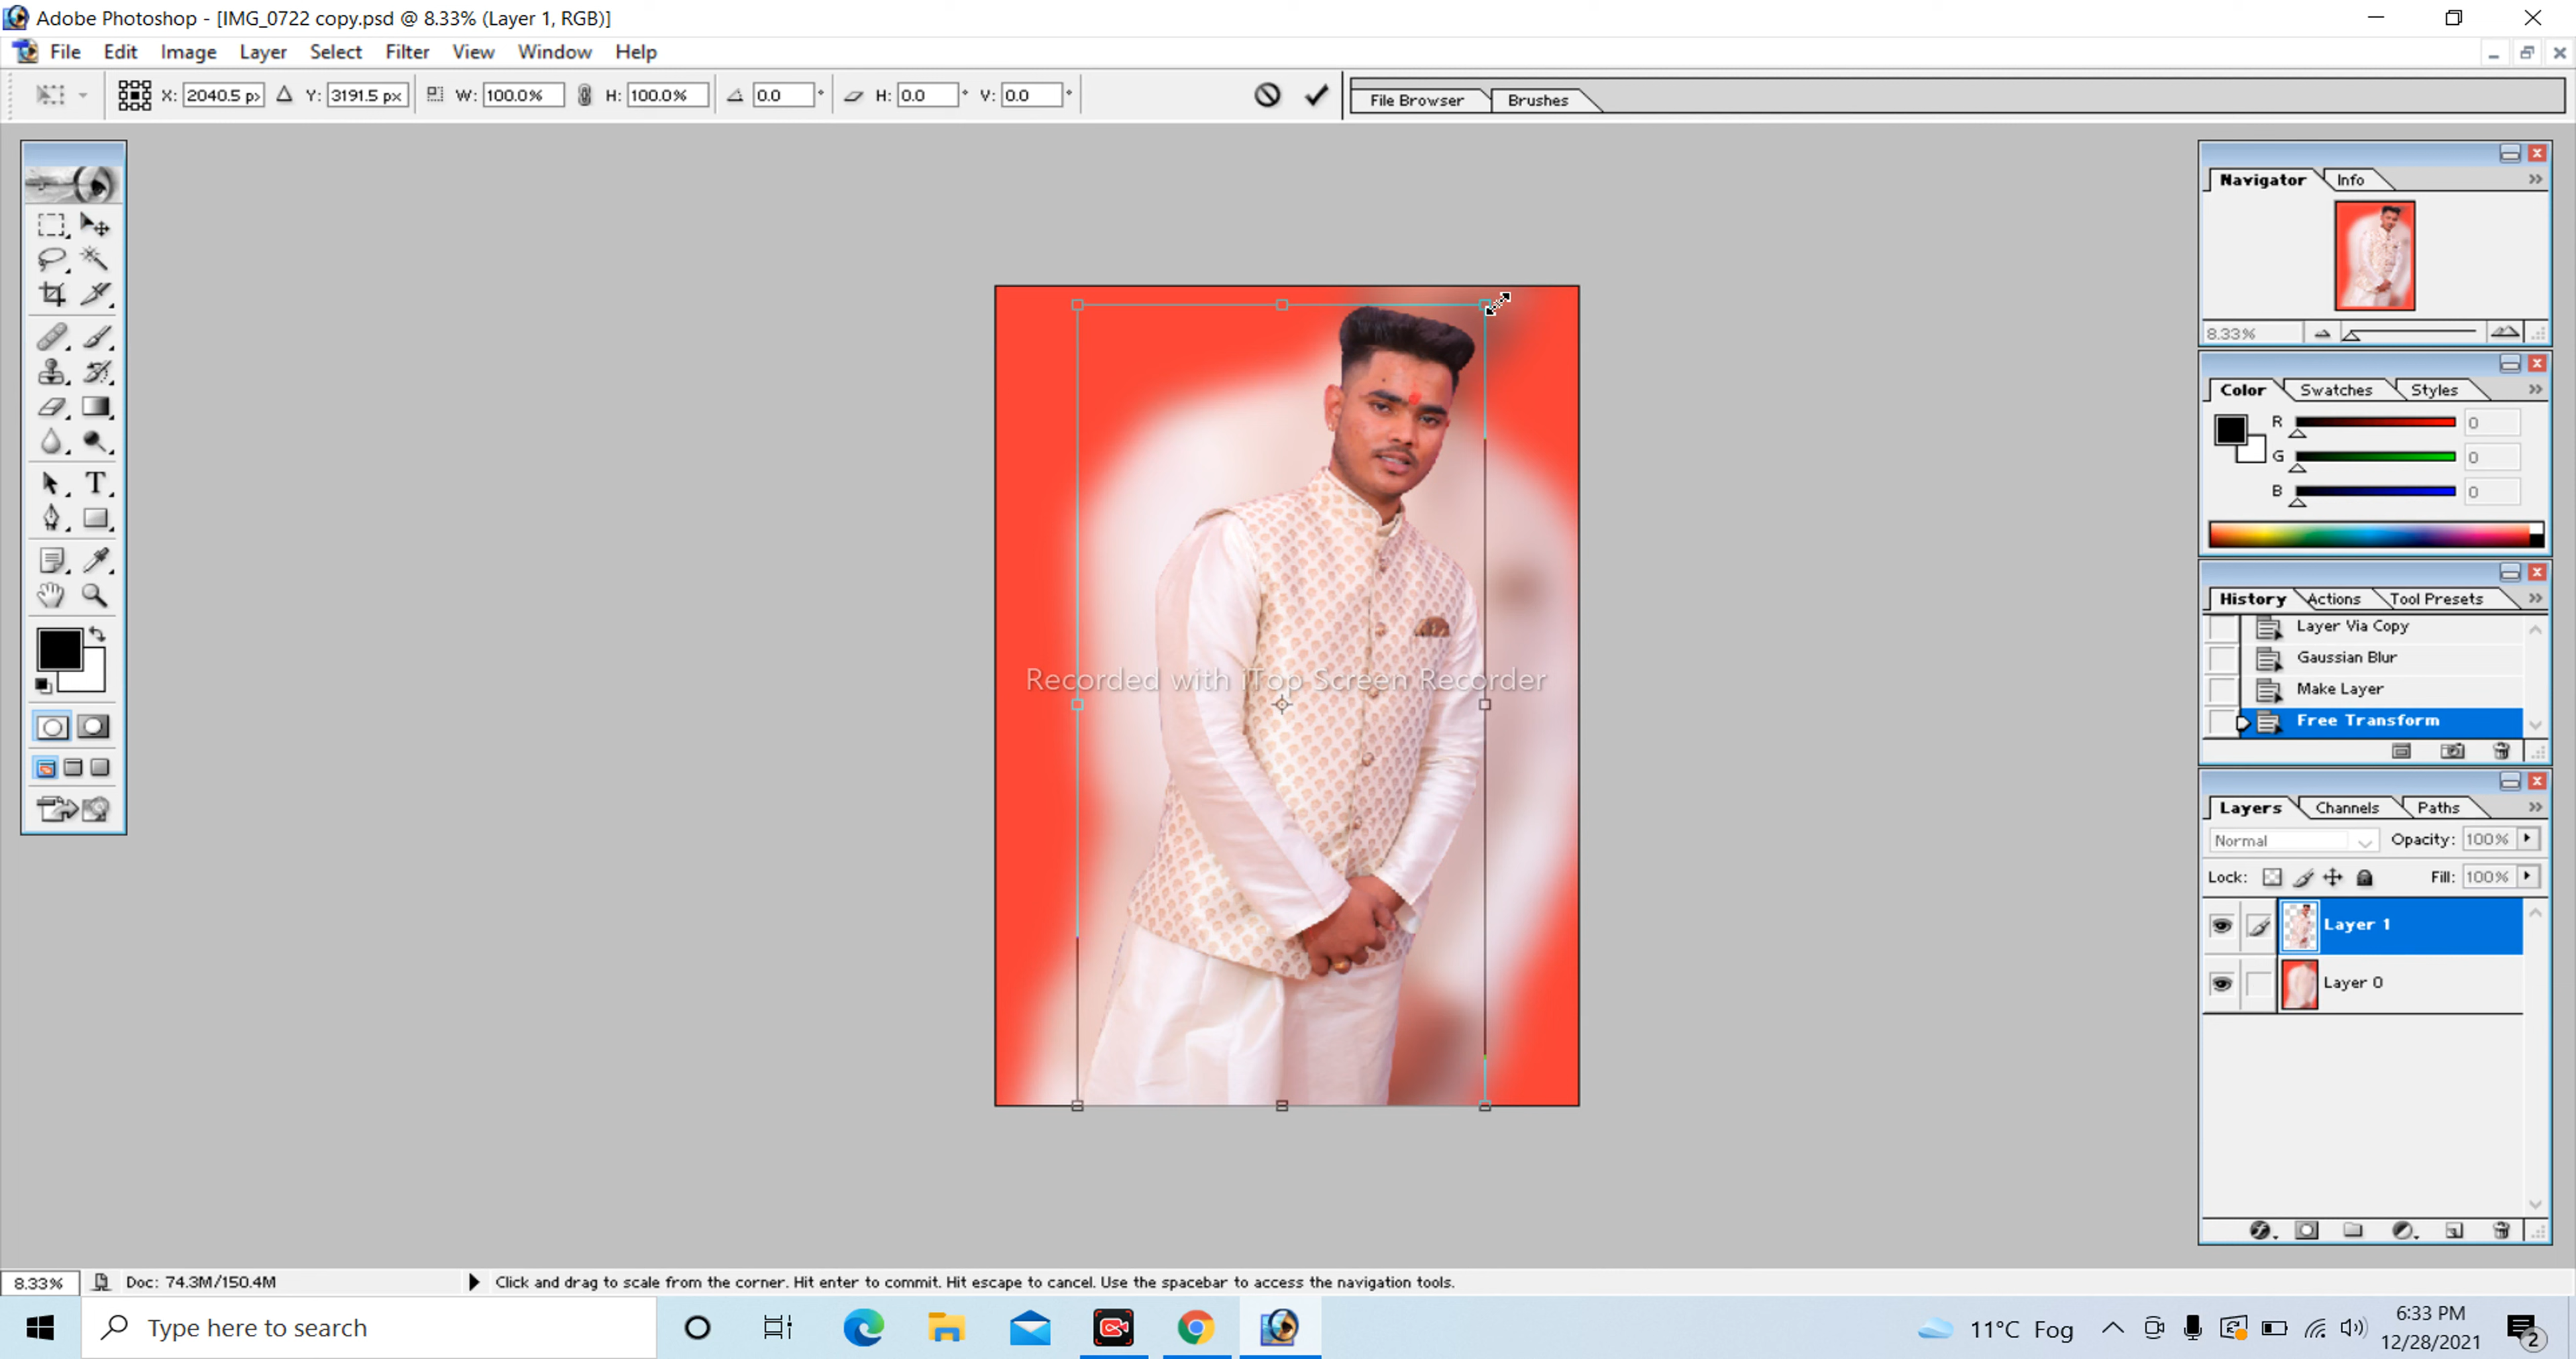 Adobe Photoshop - [IMG_0722 copy.psd @ 8.33% (Layer 1, RGB)]
File Edit Image Layer Select Filter View Window Help
X: 2040.5 px Y: 3191.5 px W: 100.0% H: 100.0% 0.0 ° H: 0.0 ° V: 0.0 ° File Browser Brushes
Navigator Info
8.33%
Color Swatches Styles
R 0
G 0
B 0
History Actions Tool Presets
Layer Via Copy
Gaussian Blur
Make Layer
Free Transform
Layers Channels Paths
Normal Opacity: 100%
Lock: Fill: 100%
Layer 1
Layer 0
Recorded with iTop Screen Recorder
8.33% Doc: 74.3M/150.4M Click and drag to scale from the corner. Hit enter to commit. Hit escape to cancel. Use the spacebar to access the navigation tools.
Type here to search
11°C Fog
6:33 PM
12/28/2021
2